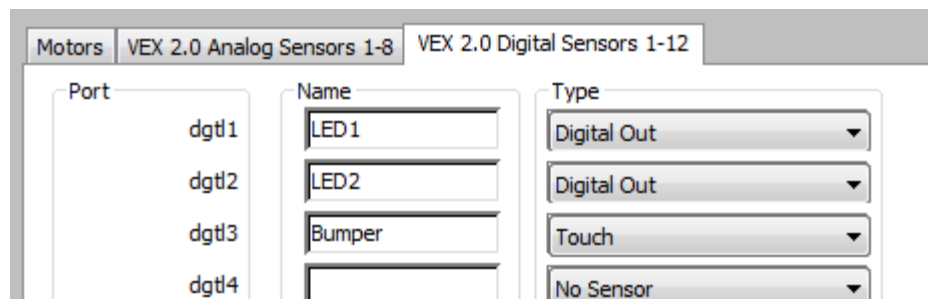 Motors VEX 2.0 Analog Sensors 1-8 VEX 2.0 Digital Sensors 1-12
Port Name Type
dgtl1 LED1 Digital Out
dgtl2 LED2 Digital Out
dgtl3 Bumper Touch
dgtl4 No Sensor